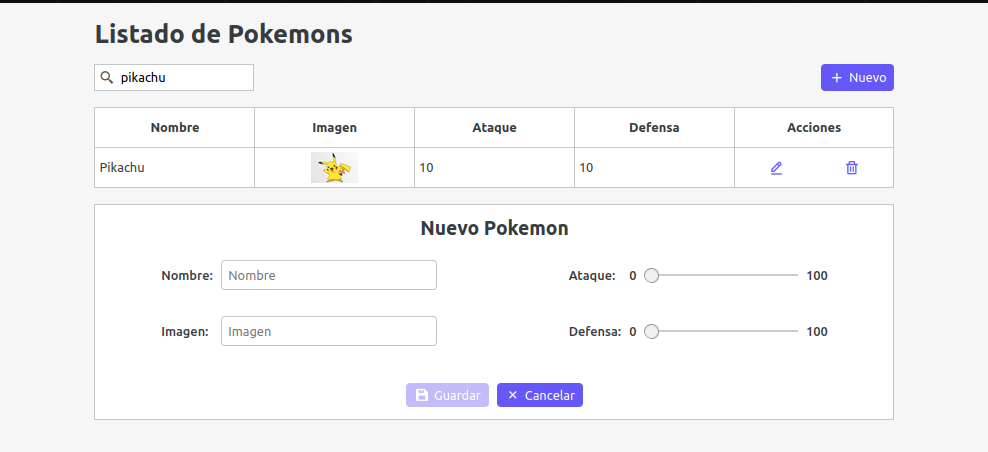 Listado de Pokemons
pikachu
Nuevo
Nombre Imagen Ataque Defensa Acciones
Pikachu 10 10
Nuevo Pokemon
Nombre: Nombre Ataque: 0 100
Imagen: Imagen Defensa: 0 100
Guardar Cancelar